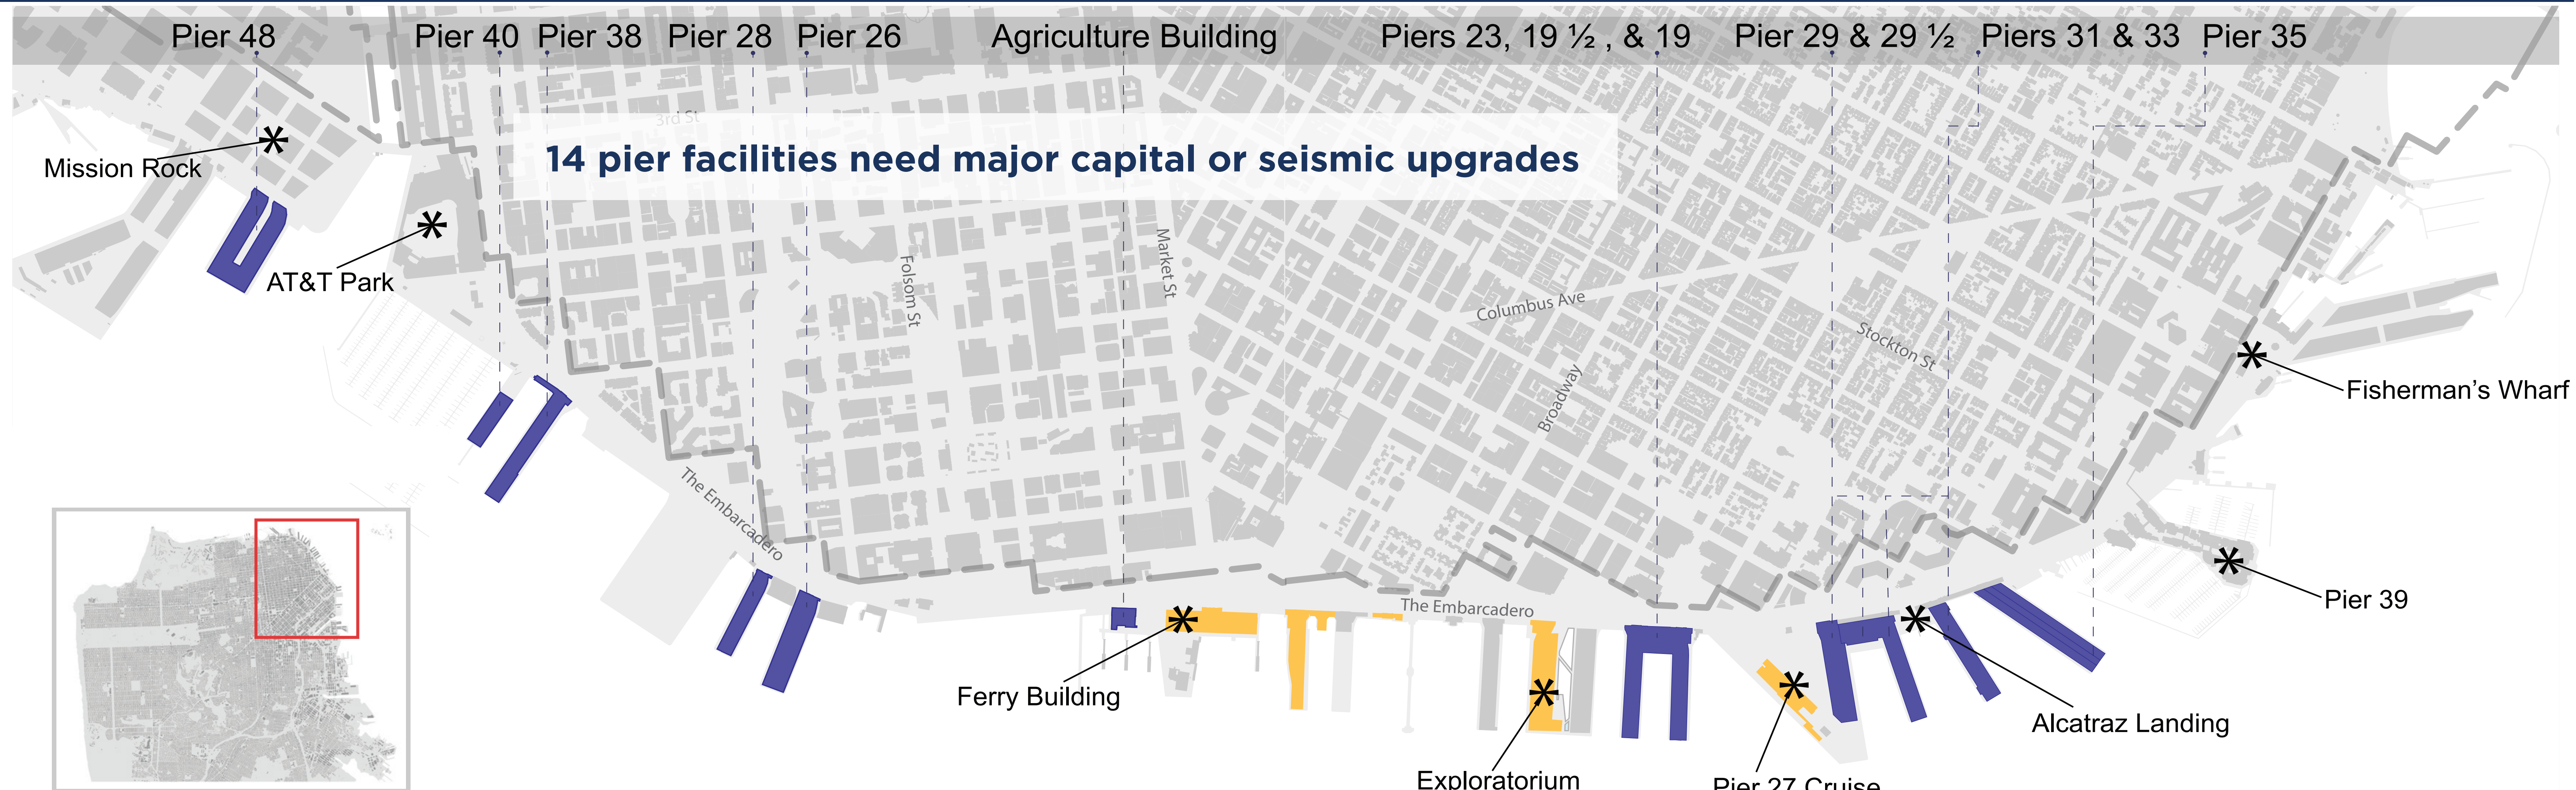 Pier 48
Pier 40
Pier 38
Pier 28
Pier 26
Agriculture Building
Piers 23, 19 ½ , & 19
Pier 29 & 29 ½
Piers 31 & 33
Pier 35
3rd St
14 pier facilities need major capital or seismic upgrades
Mission Rock
AT&T Park
Folsom St
Market St
Columbus Ave
Broadway
Stockton St
Fisherman’s Wharf
The Embarcadero
The Embarcadero
Pier 39
Ferry Building
Alcatraz Landing
Exploratorium
Pier 27 Cruise